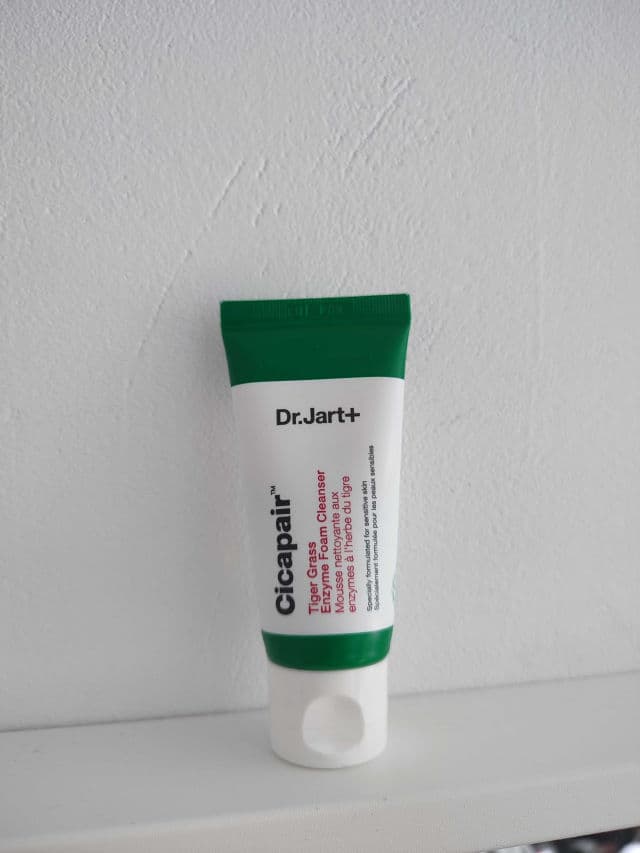 Dr.Jart+
Cicapair™
Tiger Grass
Enzyme Foam Cleanser
Mousse nettoyante aux
enzymes à l'herbe du tigre
Specially formulated for sensitive skin
Spécialement formulée pour les peaux sensibles